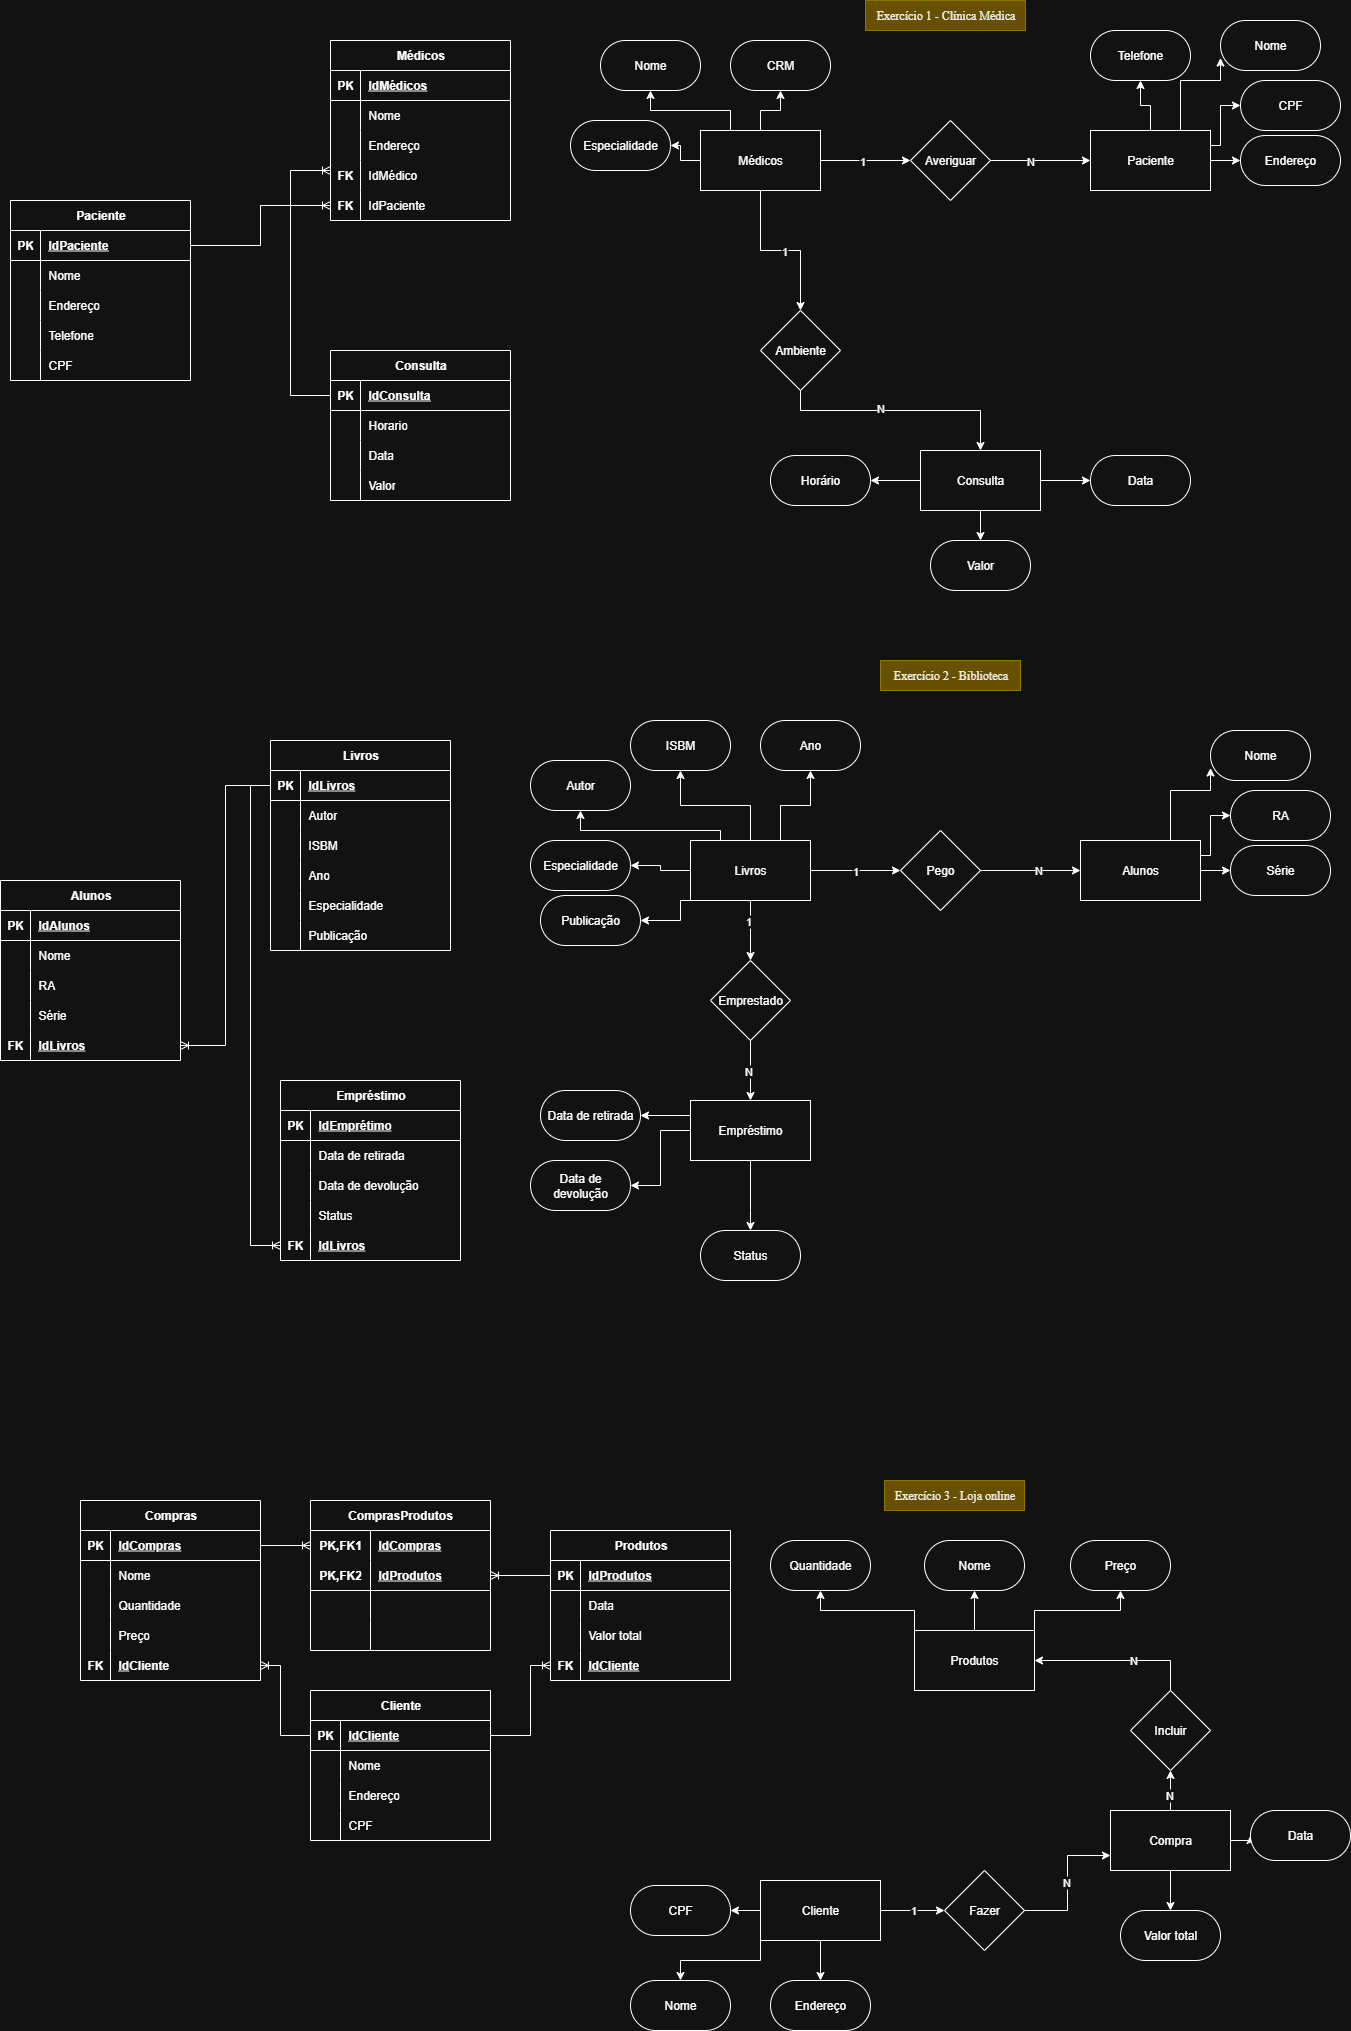 Exercício 1 - Clínica Médica
Médicos
PK IdMédicos
Nome
Endereço
FK IdMédico
FK IdPaciente
Paciente
PK IdPaciente
Nome
Endereço
Telefone
CPF
Consulta
PK IdConsulta
Horario
Data
Valor
Nome
CRM
Especialidade
Médicos
1
Averiguar
N
Telefone
Nome
CPF
Endereço
Paciente
1
Ambiente
N
Horário
Consulta
Data
Valor
Exercício 2 - Biblioteca
Livros
PK IdLivros
Autor
ISBM
Ano
Especialidade
Publicação
Alunos
PK IdAlunos
Nome
RA
Série
FK IdLivros
Empréstimo
PK IdEmprétimo
Data de retirada
Data de devolução
Status
FK IdLivros
ISBM
Ano
Autor
Especialidade
Publicação
Livros
1
Pego
N
Alunos
Nome
RA
Série
1
Emprestado
N
Data de retirada
Empréstimo
Data de
devolução
Status
Exercício 3 - Loja online
Compras
PK IdCompras
Nome
Quantidade
Preço
FK IdCliente
ComprasProdutos
PK,FK1 IdCompras
PK,FK2 IdProdutos
Produtos
PK IdProdutos
Data
Valor total
FK IdCliente
Cliente
PK IdCliente
Nome
Endereço
CPF
Quantidade
Nome
Preço
Produtos
N
Incluir
N
Compra
Data
Valor total
CPF
Cliente
1
Fazer
N
Nome
Endereço